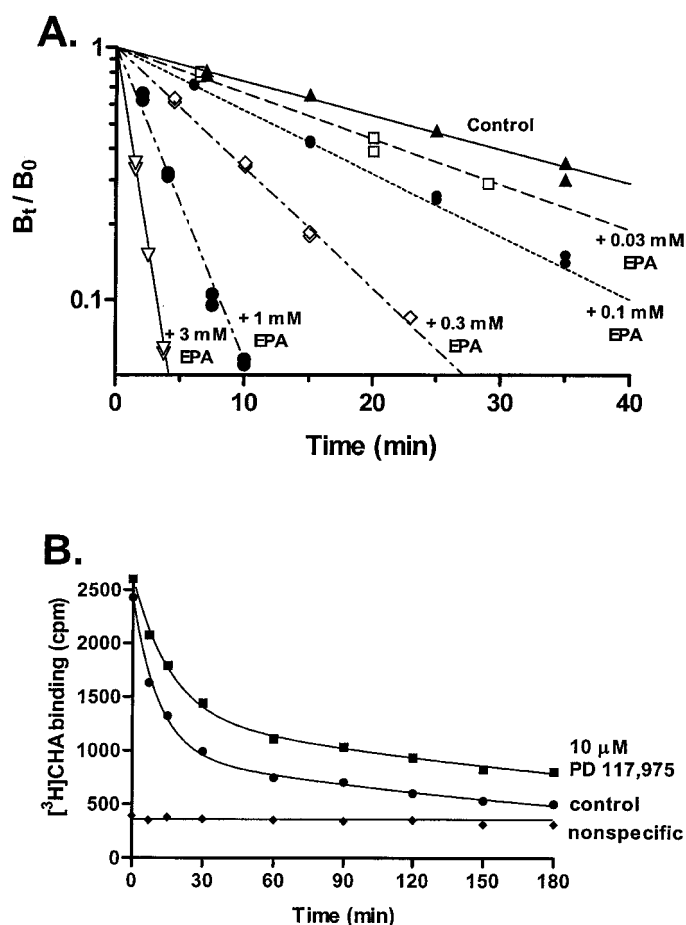 A.
1
0.1
B_t / B_0
Control
+ 0.03 mM
EPA
+ 0.1 mM
EPA
+ 0.3 mM
EPA
+ 1 mM
EPA
+ 3 mM
EPA
0 10 20 30 40
Time (min)
B.
2500
2000
1500
1000
500
0
[³H]CHA binding (cpm)
10 μM
PD 117,975
control
nonspecific
0 30 60 90 120 150 180
Time (min)